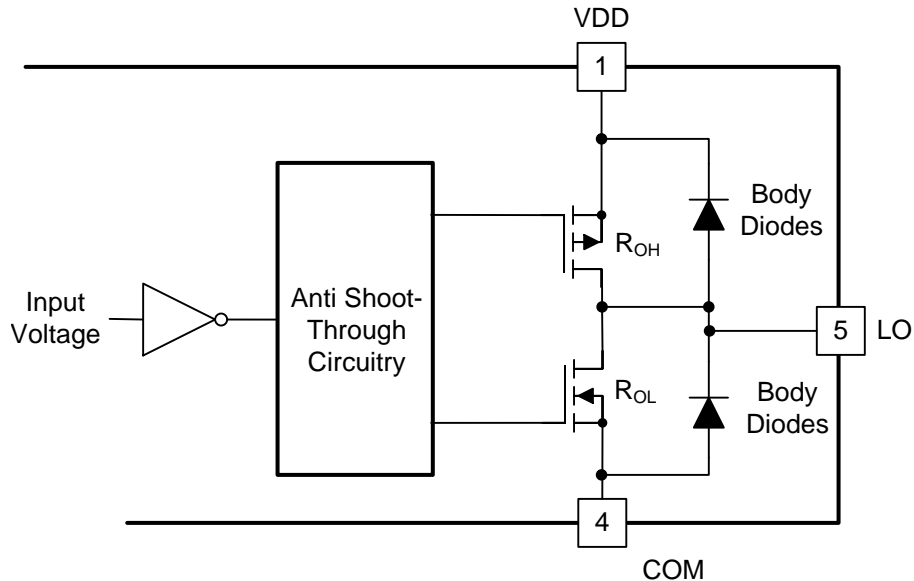 VDD
1
Body
Diodes
ROH
Input
Voltage
Anti Shoot-
Through
Circuitry
5
LO
ROL
Body
Diodes
4
COM